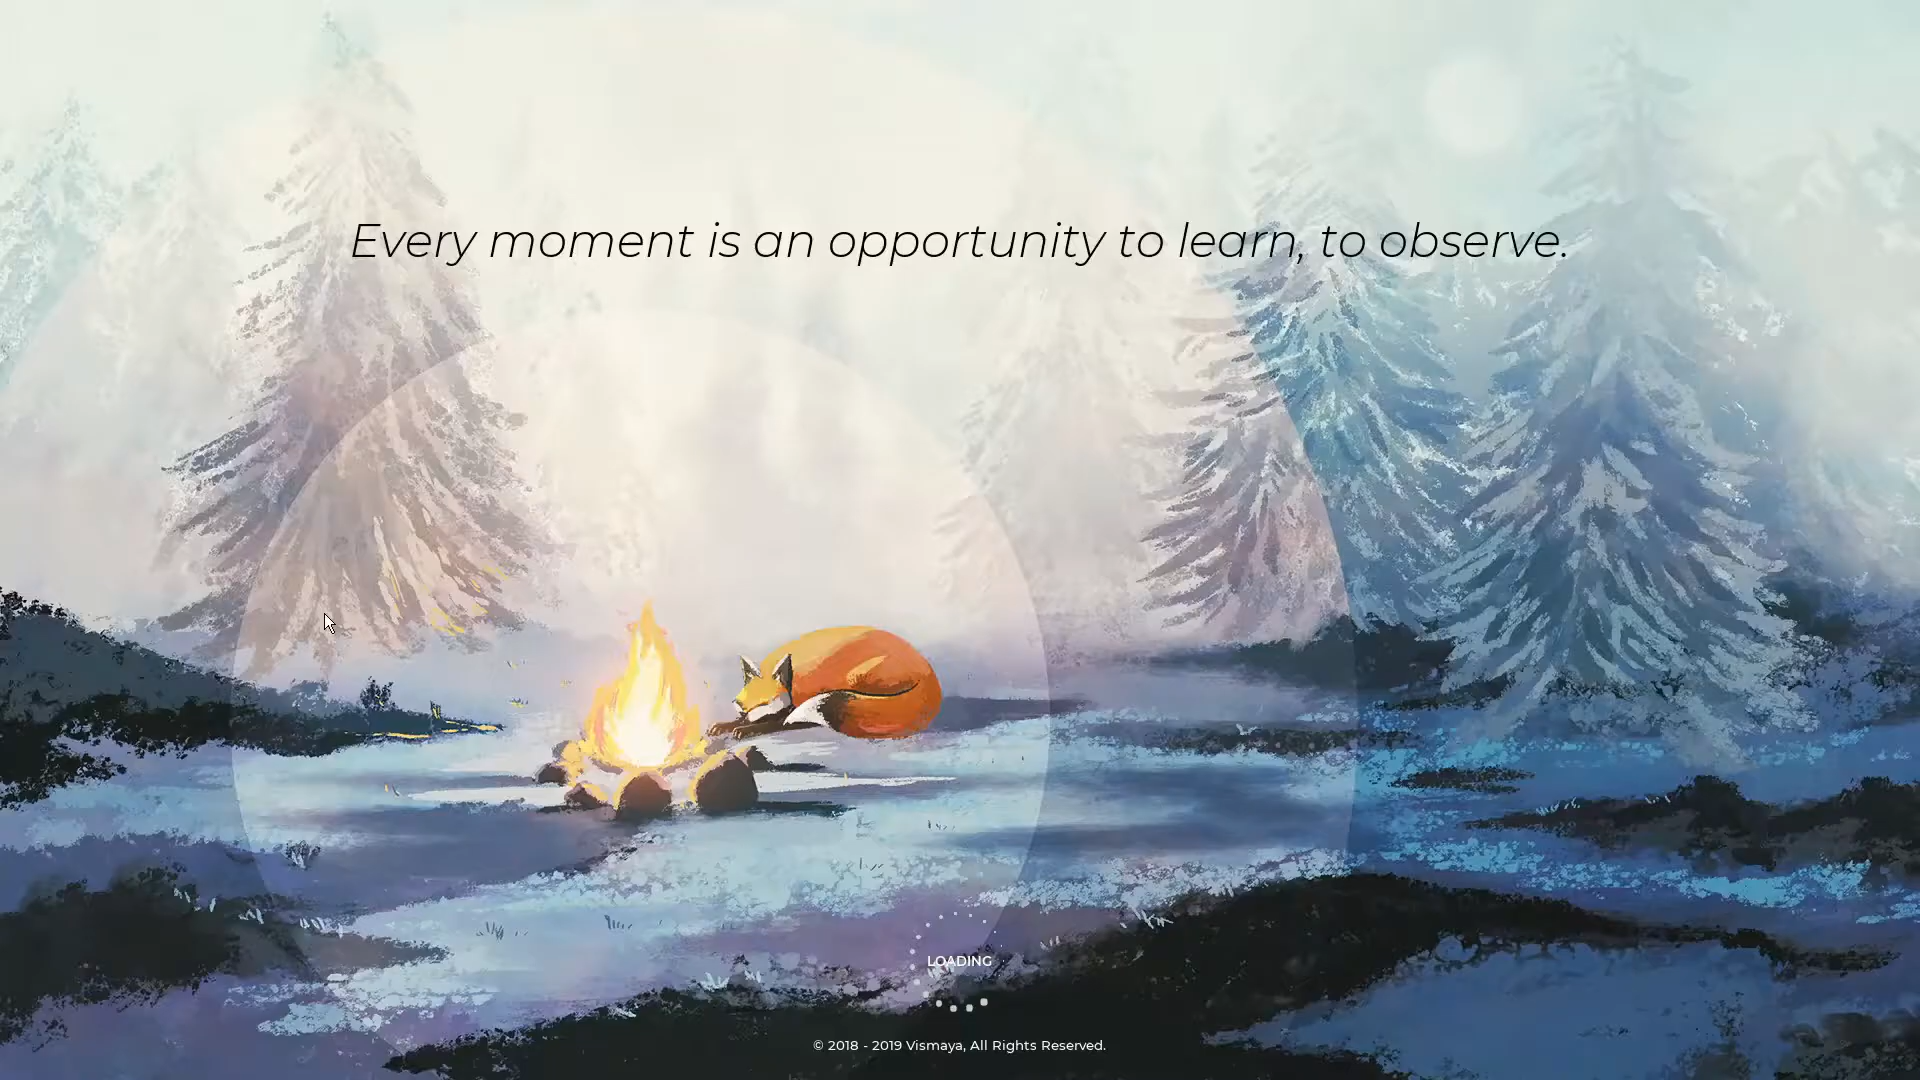 Every moment is an opportunity to learn, to observe.
LOADING
© 2018 - 2019 Vismaya, All Rights Reserved.